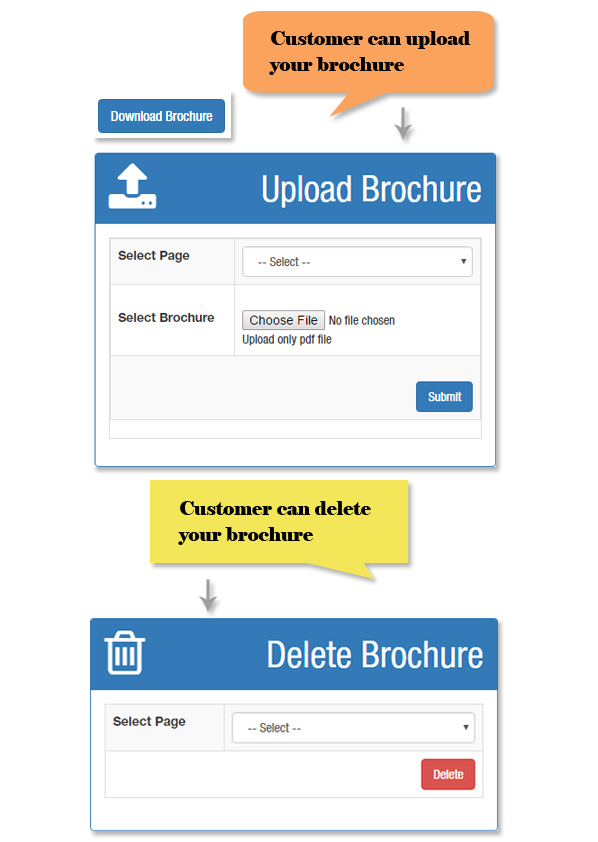 Customer can upload
your brochure
Download Brochure
Upload Brochure
Select Page
-- Select --
Select Brochure
Choose File No file chosen
Upload only pdf file
Submit
Customer can delete
your brochure
Delete Brochure
Select Page
-- Select --
Delete